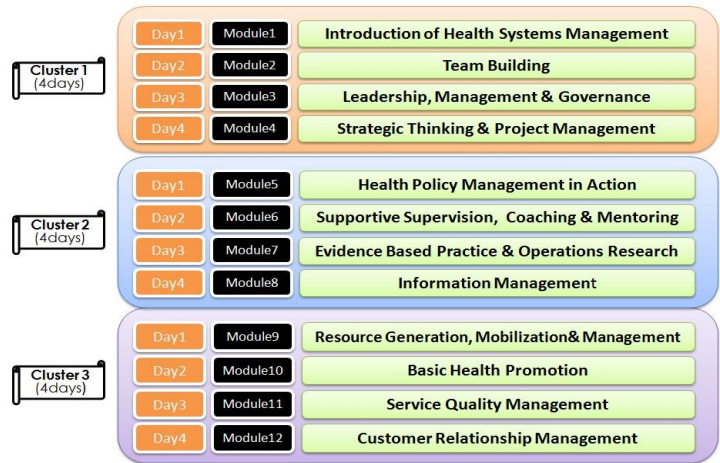 Cluster 1
(4days)
Day1 Module1 Introduction of Health Systems Management
Day2 Module2 Team Building
Day3 Module3 Leadership, Management & Governance
Day4 Module4 Strategic Thinking & Project Management
Cluster 2
(4days)
Day1 Module5 Health Policy Management in Action
Day2 Module6 Supportive Supervision, Coaching & Mentoring
Day3 Module7 Evidence Based Practice & Operations Research
Day4 Module8 Information Management
Cluster 3
(4days)
Day1 Module9 Resource Generation, Mobilization& Management
Day2 Module10 Basic Health Promotion
Day3 Module11 Service Quality Management
Day4 Module12 Customer Relationship Management